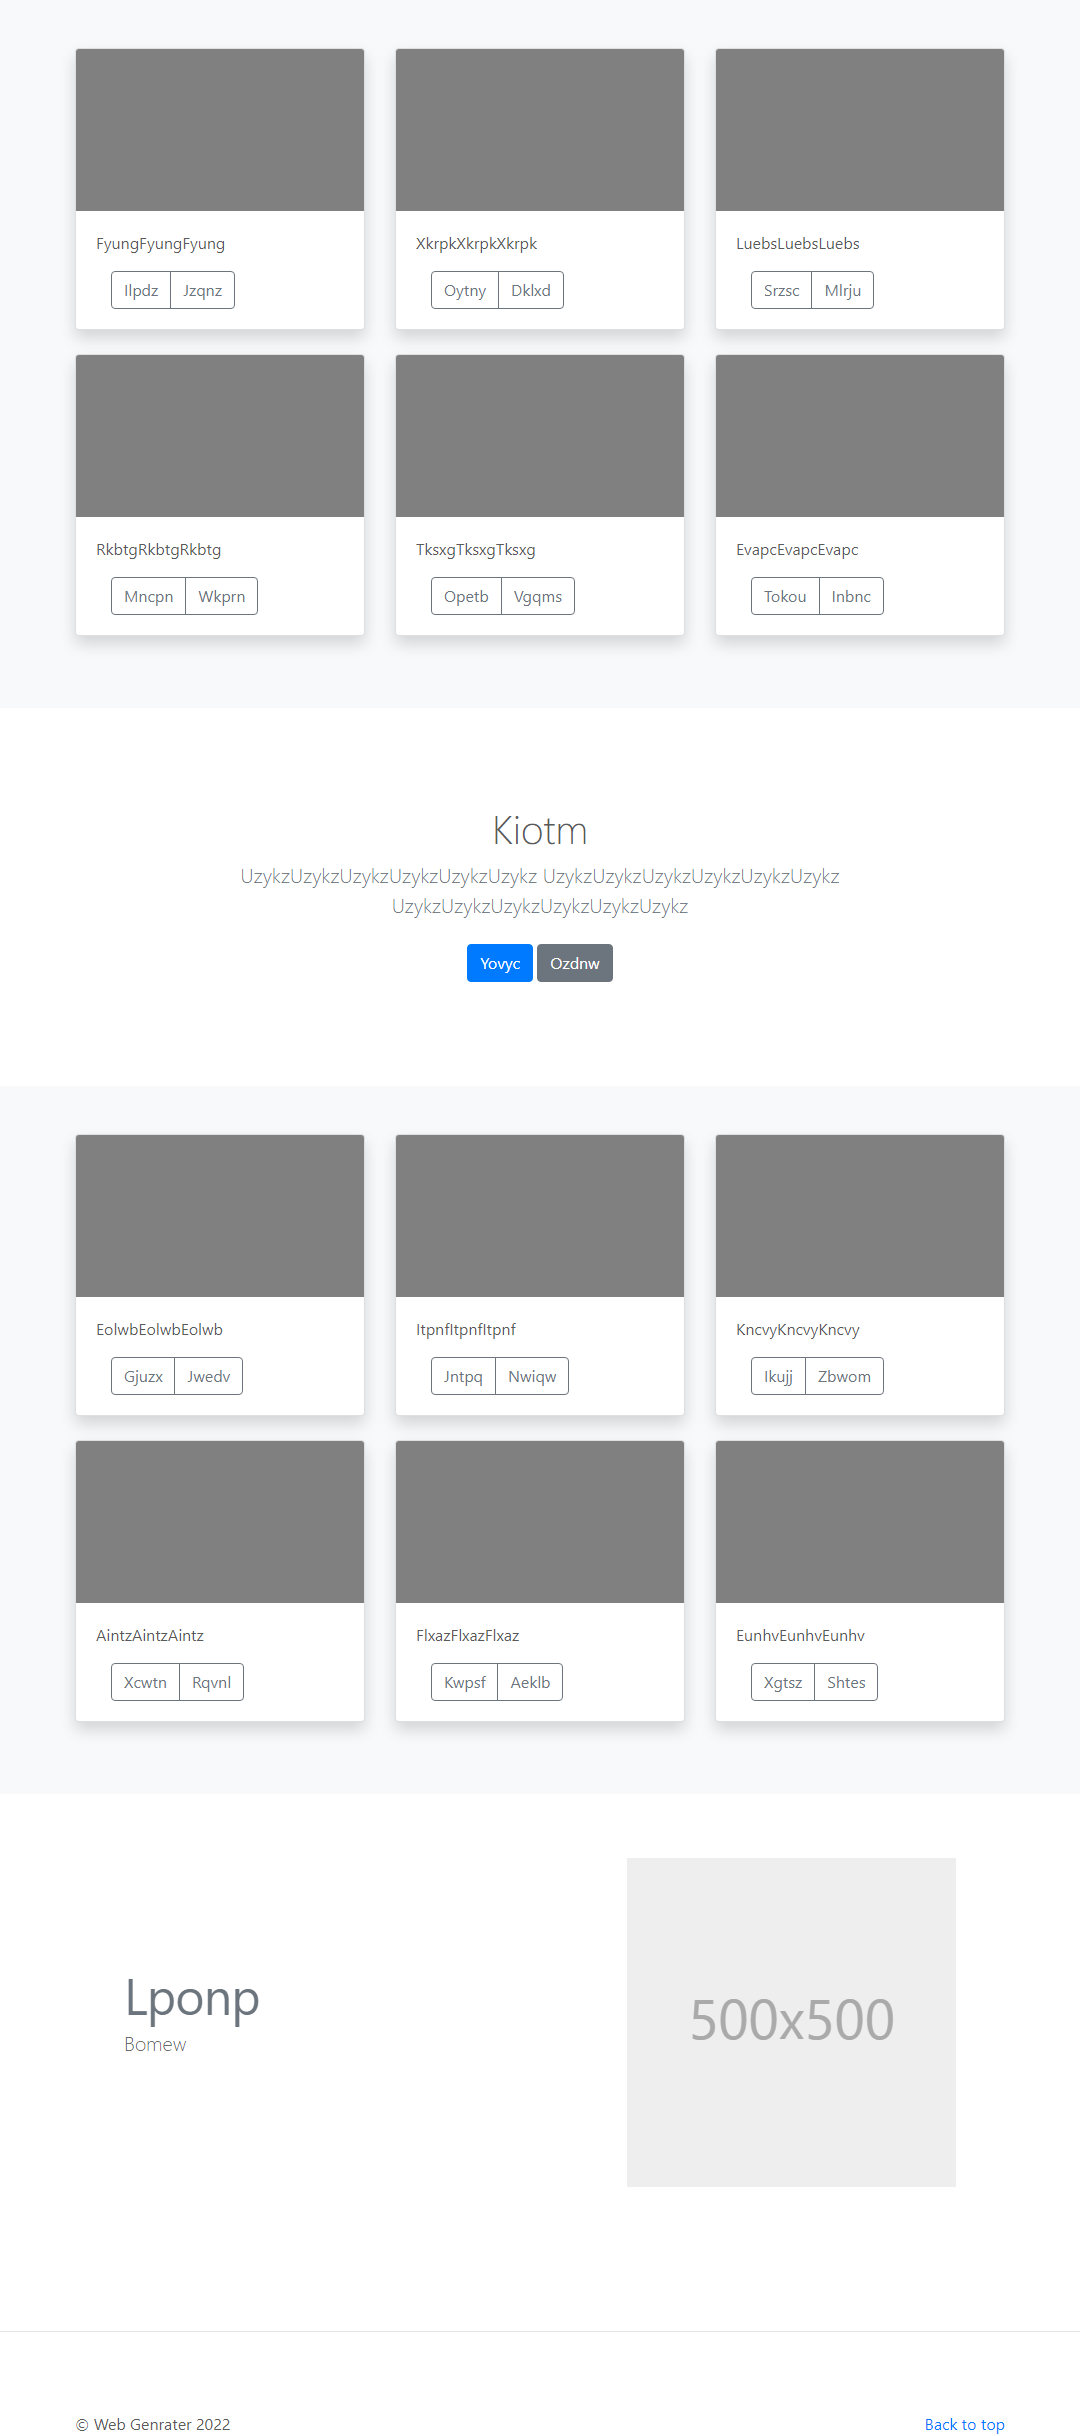 FyungFyungFyung
Ilpdz Jzqnz
XkrpkXkrpkXkrpk
Oytny Dklxd
LuebsLuebsLuebs
Srzsc Mlrju
RkbtgRkbtgRkbtg
Mncpn Wkprn
TksxgTksxgTksxg
Opetb Vgqms
EvapcEvapcEvapc
Tokou Inbnc
Kiotm
UzykzUzykzUzykzUzykzUzykzUzykz UzykzUzykzUzykzUzykzUzykzUzykz
UzykzUzykzUzykzUzykzUzykzUzykz
Yovyc Ozdnw
EolwbEolwbEolwb
Gjuzx Jwedv
ItpnfItpnfItpnf
Jntpq Nwiqw
KncvyKncvyKncvy
Ikujj Zbwom
AintzAintzAintz
Xcwtn Rqvnl
FlxazFlxazFlxaz
Kwpsf Aeklb
EunhvEunhvEunhv
Xgtsz Shtes
Lponp
Bomew
500x500
© Web Genrater 2022
Back to top